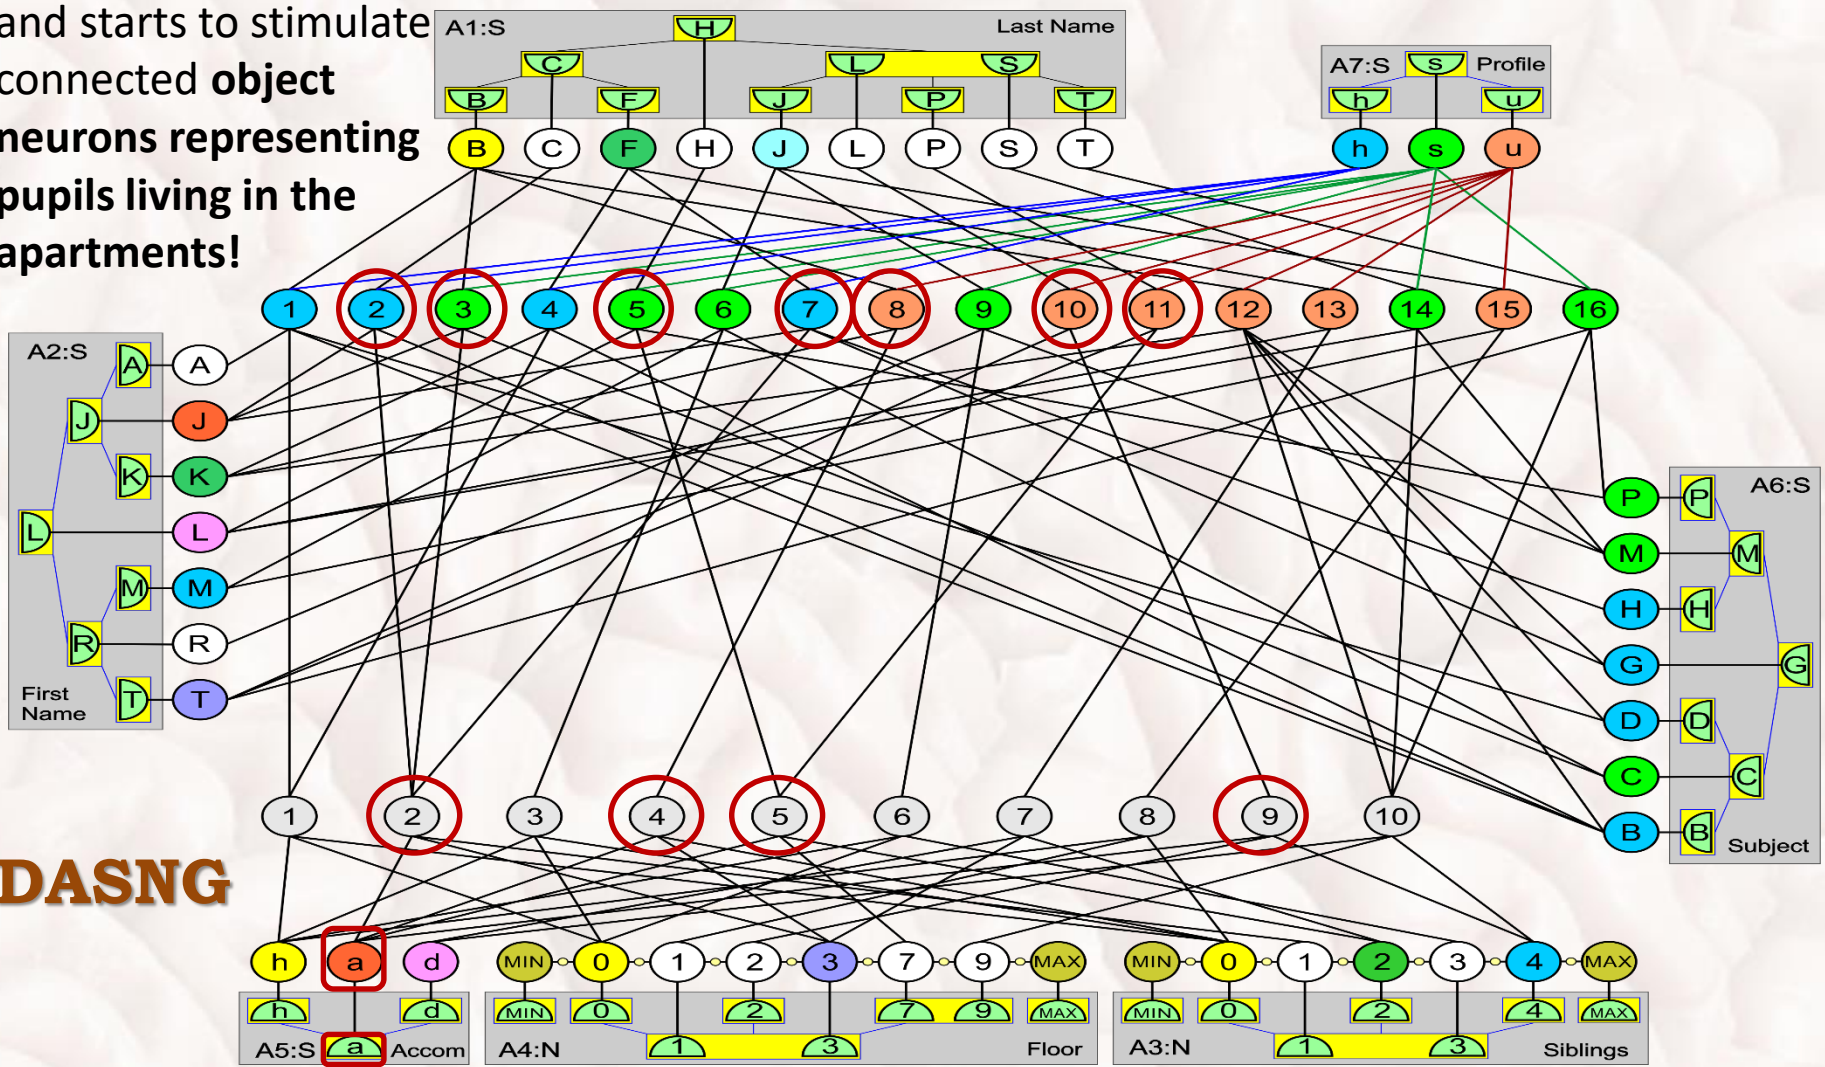 and starts to stimulate
connected object
neurons representing
pupils living in the
apartments!
A1:S H Last Name
C L S
B F J P T
B C F H J L P S T
A7:S s Profile
h u
h s u
1 2 3 4 5 6 7 8 9 10 11 12 13 14 15 16
A2:S
A A
J J
K K
L L
M M
R R
T T
First
Name
A6:S
P P
M M
H H
G G
D D
C C
B B
Subject
1 2 3 4 5 6 7 8 9 10
DASNG
h a d
h d
A5:S a Accom
MIN 0 1 2 3 7 9 MAX
MIN 0 2 7 9 MAX
A4:N 1 3 Floor
MIN 0 1 2 3 4 MAX
MIN 0 2 4 MAX
A3:N 1 3 Siblings